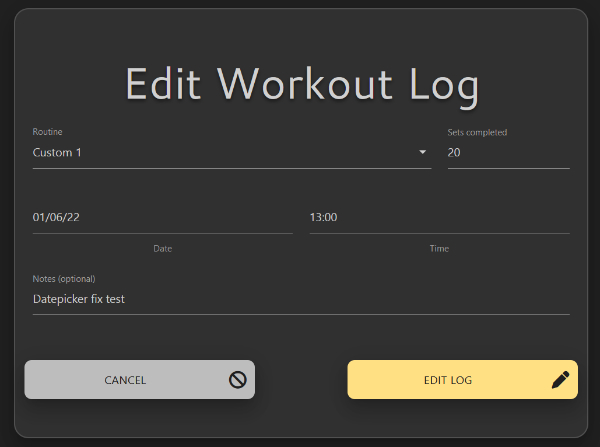 Edit Workout Log
Routine
Sets completed
Custom 1
20
01/06/22
13:00
Date
Time
Notes (optional)
Datepicker fix test
CANCEL
EDIT LOG